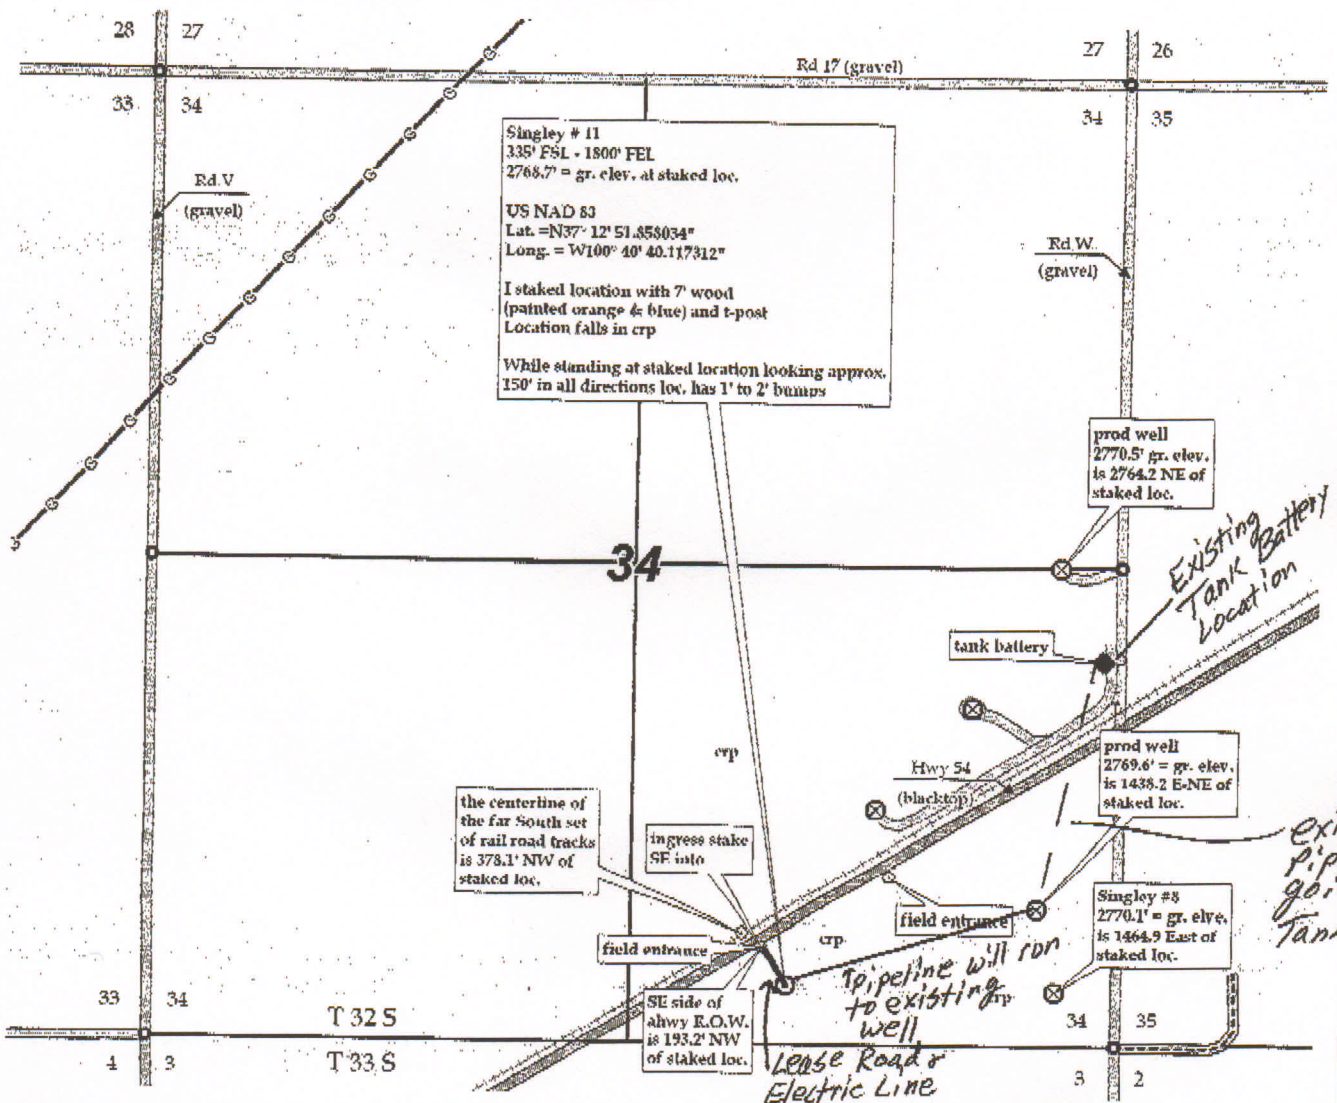 28 27
27 26
Rd 17 (gravel)
33 34
34 35
Singley # 11
335' FSL - 1800' FEL
2768.7' = gr. elev. at staked loc.
US NAD 83
Lat. =N37° 12' 51.858034"
Long. = W100° 40' 40.117312"
I staked location with 7' wood
(painted orange & blue) and t-post
Location falls in crp
While standing at staked location looking approx.
150' in all directions loc. has 1' to 2' bumps
Rd.V
(gravel)
Rd.W.
(gravel)
prod well
2770.5' gr. elev.
is 2764.2 NE of
staked loc.
34
Existing
Tank Battery
Location
tank battery
crp
Hwy 54
(blacktop)
prod well
2769.6' = gr. elev.
is 1438.2 E-NE of
staked loc.
the centerline of
the far South set
of rail road tracks
is 378.1' NW of
staked loc.
ingress stake
SE into
field entrance
field entrance
crp
Singley #8
2770.1' = gr. elve.
is 1464.9 East of
staked loc.
pipeline will run
to existing
well
SE side of
ahwy R.O.W.
is 193.2' NW
of staked loc.
Lease Road &
Electric Line
33 34
T 32 S
34 35
4 3
T 33 S
3 2